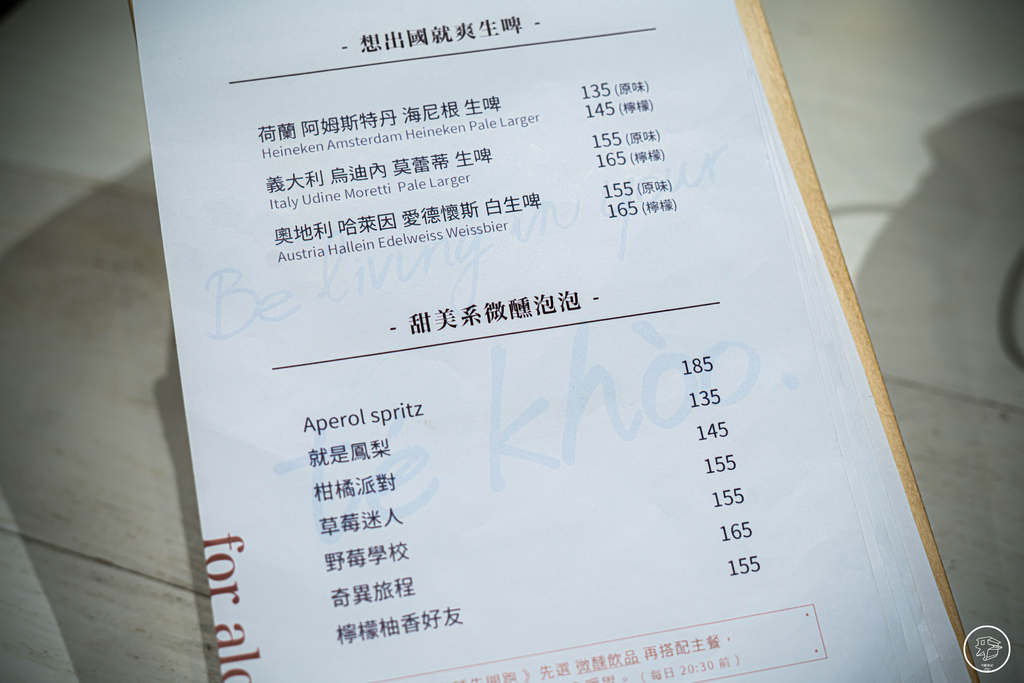 - 想出國就爽生啤 -
荷蘭 阿姆斯特丹 海尼根 生啤 135 (原味)
Heineken Amsterdam Heineken Pale Larger 145 (檸檬)
義大利 烏迪內 莫蕾蒂 生啤 155 (原味)
Italy Udine Moretti Pale Larger 165 (檸檬)
奧地利 哈萊因 愛德懷斯 白生啤 155 (原味)
Austria Hallein Edelweiss Weissbier 165 (檸檬)
Be living in your
té khòo.
- 甜美系微醺泡泡 -
Aperol spritz 185
就是鳳梨 135
柑橘派對 145
草莓迷人 155
野莓學校 155
奇異旅程 165
檸檬柚香好友 155
for alc
》先選 微醺飲品 再搭配主餐，
。（每日 20:30 前）